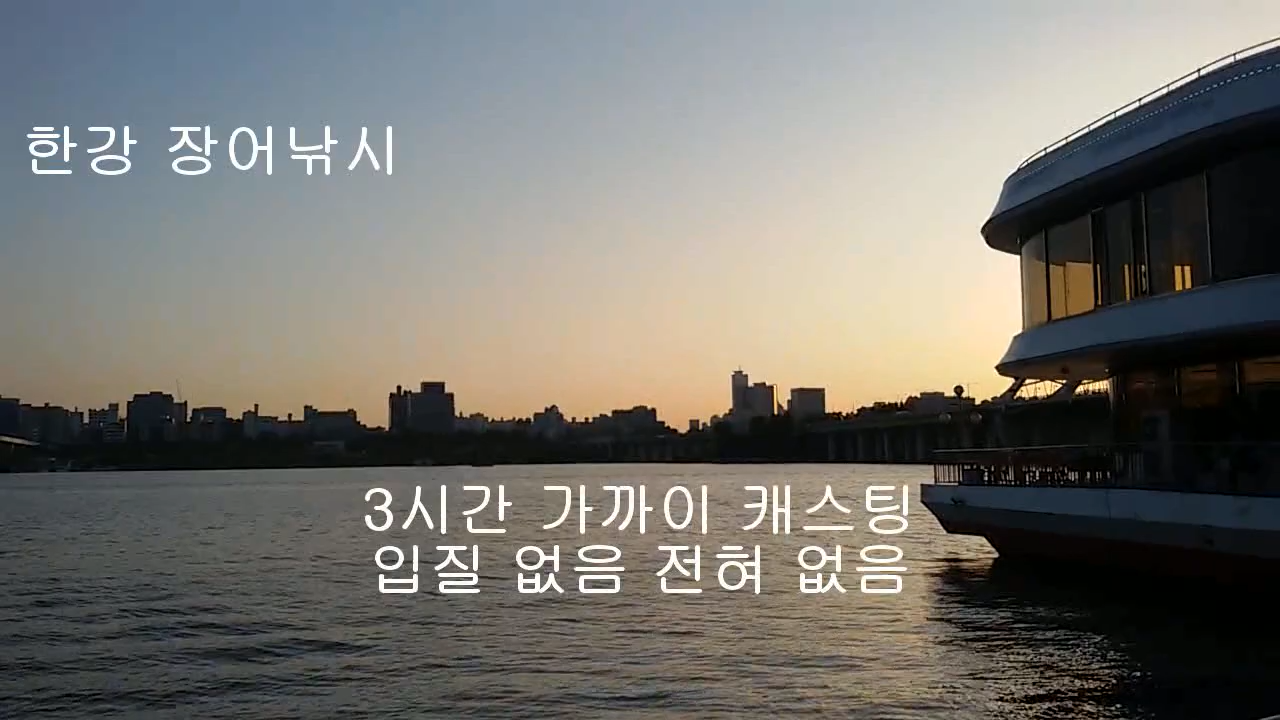 한강 장어낚시
3시간 가까이 캐스팅
입질 없음 전혀 없음